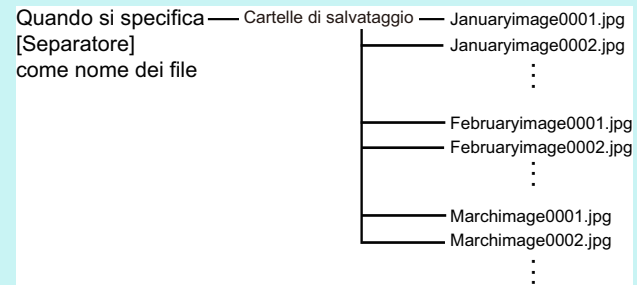 Quando si specifica
[Separatore]
come nome dei file
Cartelle di salvataggio
Januaryimage0001.jpg
Januaryimage0002.jpg
Februaryimage0001.jpg
Februaryimage0002.jpg
Marchimage0001.jpg
Marchimage0002.jpg